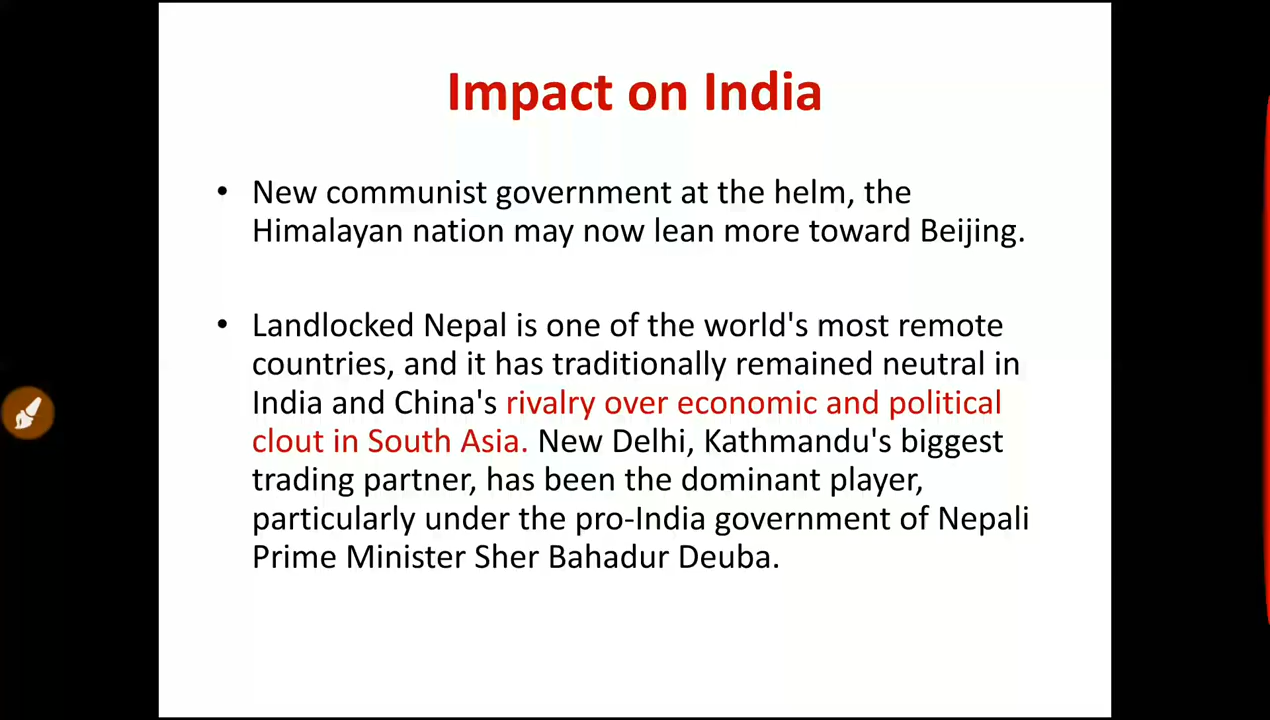 Impact on India
• New communist government at the helm, the
Himalayan nation may now lean more toward Beijing.
• Landlocked Nepal is one of the world's most remote
countries, and it has traditionally remained neutral in
India and China's rivalry over economic and political
clout in South Asia. New Delhi, Kathmandu's biggest
trading partner, has been the dominant player,
particularly under the pro-India government of Nepali
Prime Minister Sher Bahadur Deuba.